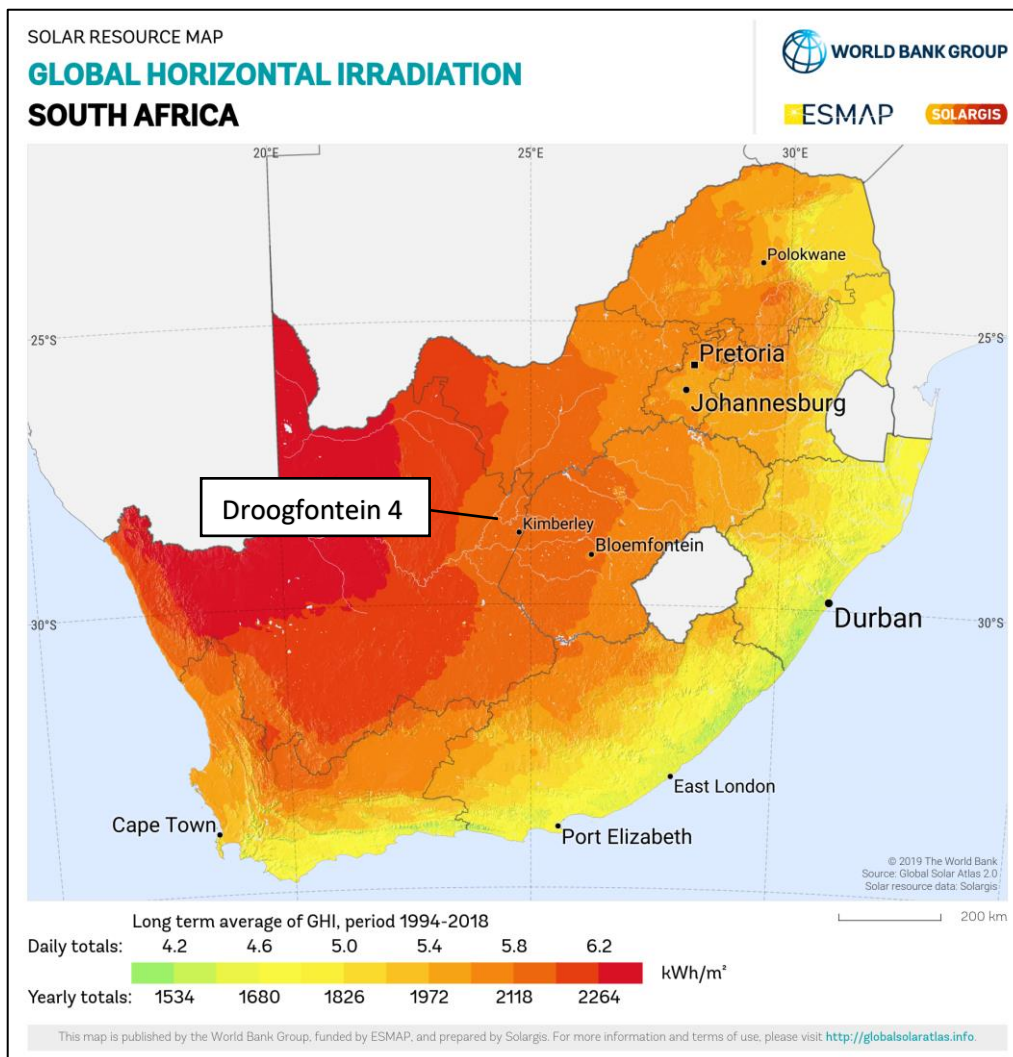 SOLAR RESOURCE MAP
GLOBAL HORIZONTAL IRRADIATION
SOUTH AFRICA
WORLD BANK GROUP
ESMAP
SOLARGIS
20°E 25°E 30°E
Polokwane
25°S 25°S
Pretoria
Johannesburg
Droogfontein 4
Kimberley
Bloemfontein
Durban
30°S 30°S
East London
Cape Town
Port Elizabeth
© 2019 The World Bank
Source: Global Solar Atlas 2.0
Solar resource data: Solargis
Long term average of GHI, period 1994-2018
200 km
Daily totals: 4.2 4.6 5.0 5.4 5.8 6.2
kWh/m²
Yearly totals: 1534 1680 1826 1972 2118 2264
This map is published by the World Bank Group, funded by ESMAP, and prepared by Solargis. For more information and terms of use, please visit http://globalsolaratlas.info.